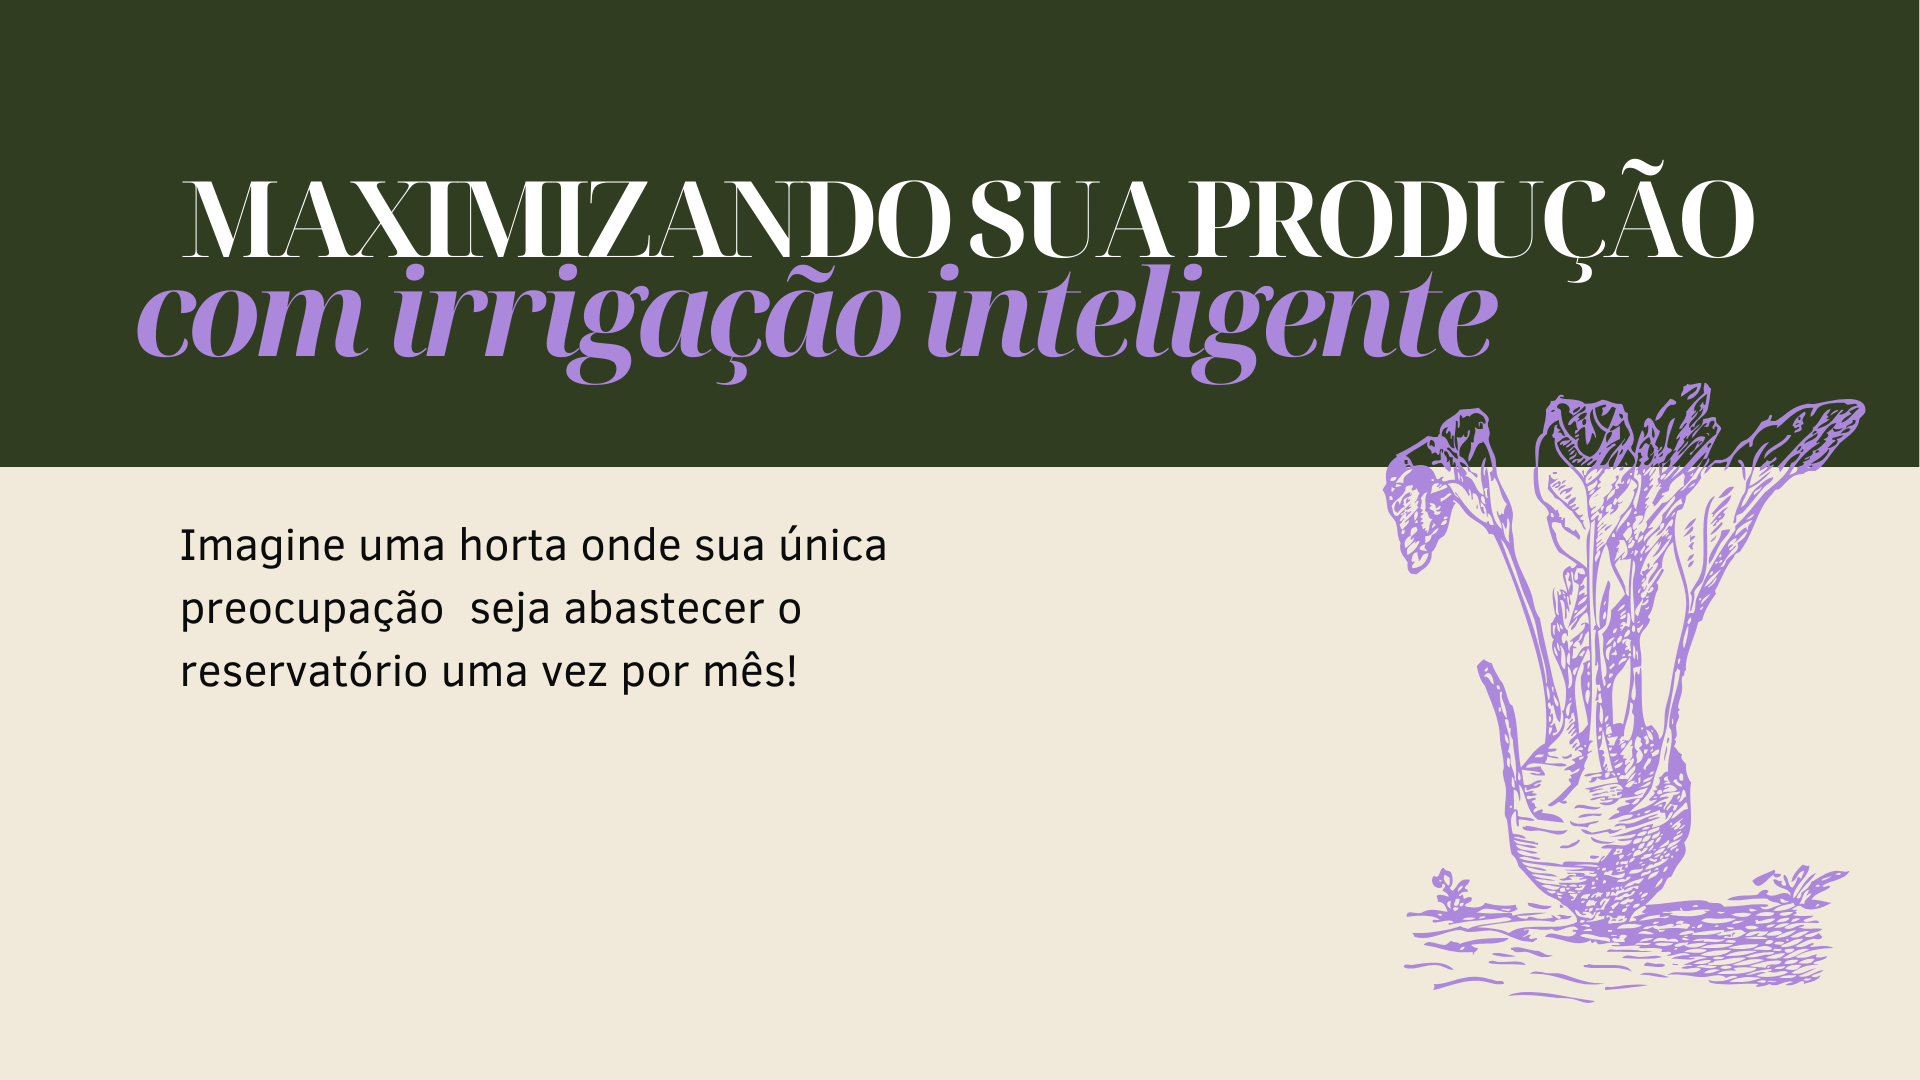 MAXIMIZANDO SUA PRODUÇÃO
com irrigação inteligente
Imagine uma horta onde sua única
preocupação  seja abastecer o
reservatório uma vez por mês!